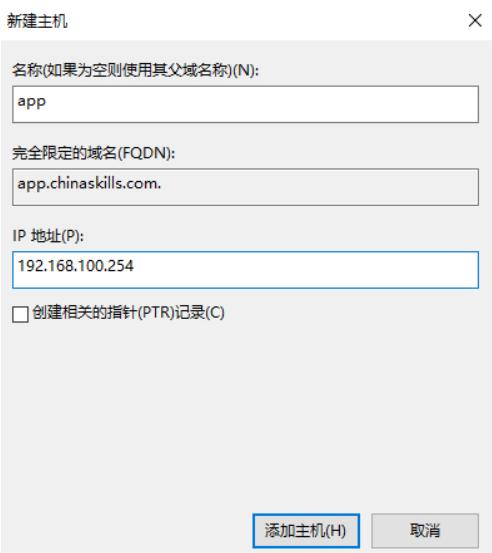 新建主机
名称(如果为空则使用其父域名称)(N):
app
完全限定的域名(FQDN):
app.chinaskills.com.
IP 地址(P):
192.168.100.254
创建相关的指针(PTR)记录(C)
添加主机(H) 取消